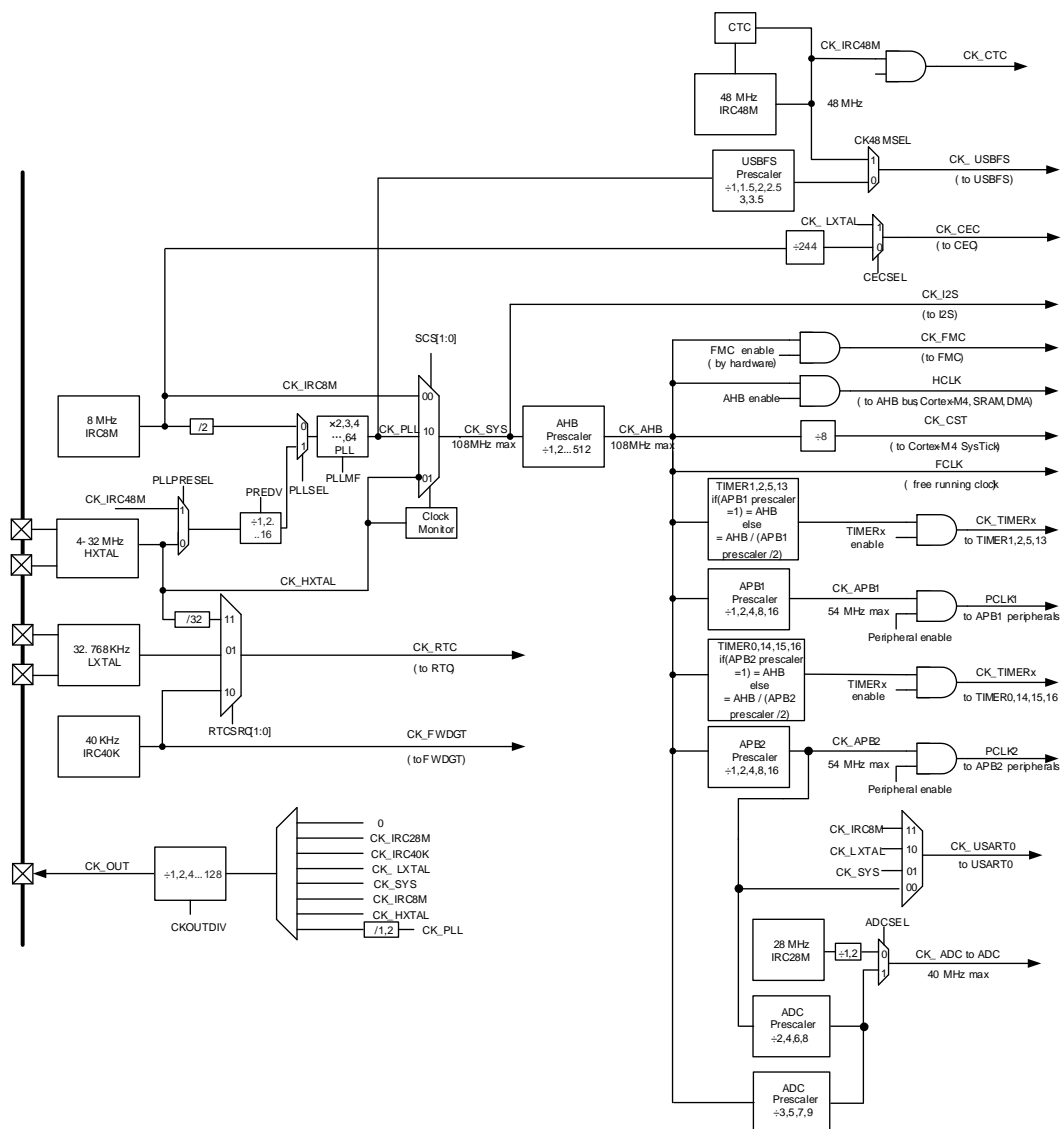 CTC
CK_IRC48M
CK_CTC
48 MHz
IRC48M
48 MHz
CK48MSEL
USBFS
Prescaler
÷1,1.5,2,2.5
3,3.5
1
0
CK_ USBFS
( to USBFS)
CK_ LXTAL
1
0
÷244
CK_CEC
( to CEC)
CECSEL
CK_I2S
(to I2S)
SCS[1:0]
CK_IRC8M
00
10
01
FMC enable
( by hardware)
CK_FMC
(to FMC)
AHB enable
HCLK
( to AHB bus,Cortex-M4, SRAM, DMA)
8 MHz
IRC8M
/2
0
1
×2,3,4
…,64
PLL
CK_PLL
CK_SYS
108MHz max
AHB
Prescaler
÷1,2...512
CK_AHB
108MHz max
÷8
CK_CST
(to Cortex-M4 SysTick)
PLLSEL
PLLMF
FCLK
( free running clock)
PLLPRESEL
CK_IRC48M
1
0
PREDV
÷1,2.
..16
Clock
Monitor
4-32 MHz
HXTAL
CK_HXTAL
TIMER1,2,5,13
if(APB1 prescaler
=1) = AHB
else
= AHB / (APB1
prescaler /2)
TIMERx
enable
CK_TIMERx
to TIMER1,2,5,13
APB1
Prescaler
÷1,2,4,8,16
CK_APB1
54 MHz max
Peripheral enable
PCLK1
to APB1 peripherals
/32
11
01
10
32.768KHz
LXTAL
CK_RTC
(to RTC)
RTCSRC[1:0]
TIMER0,14,15,16
if(APB2 prescaler
=1) = AHB
else
= AHB / (APB2
prescaler /2)
TIMERx
enable
CK_TIMERx
to TIMER0,14,15,16
40 KHz
IRC40K
CK_FWDGT
(to FWDGT)
APB2
Prescaler
÷1,2,4,8,16
CK_APB2
54 MHz max
Peripheral enable
PCLK2
to APB2 peripherals
CK_OUT
÷1,2,4...128
CKOUTDIV
0
CK_IRC28M
CK_IRC40K
CK_ LXTAL
CK_SYS
CK_IRC8M
CK_HXTAL
/1,2
CK_PLL
CK_IRC8M
11
CK_LXTAL
10
CK_SYS
01
00
CK_USART0
to USART0
ADCSEL
28 MHz
IRC28M
÷1,2
0
1
CK_ ADC to ADC
40 MHz max
ADC
Prescaler
÷2,4,6,8
ADC
Prescaler
÷3,5,7,9